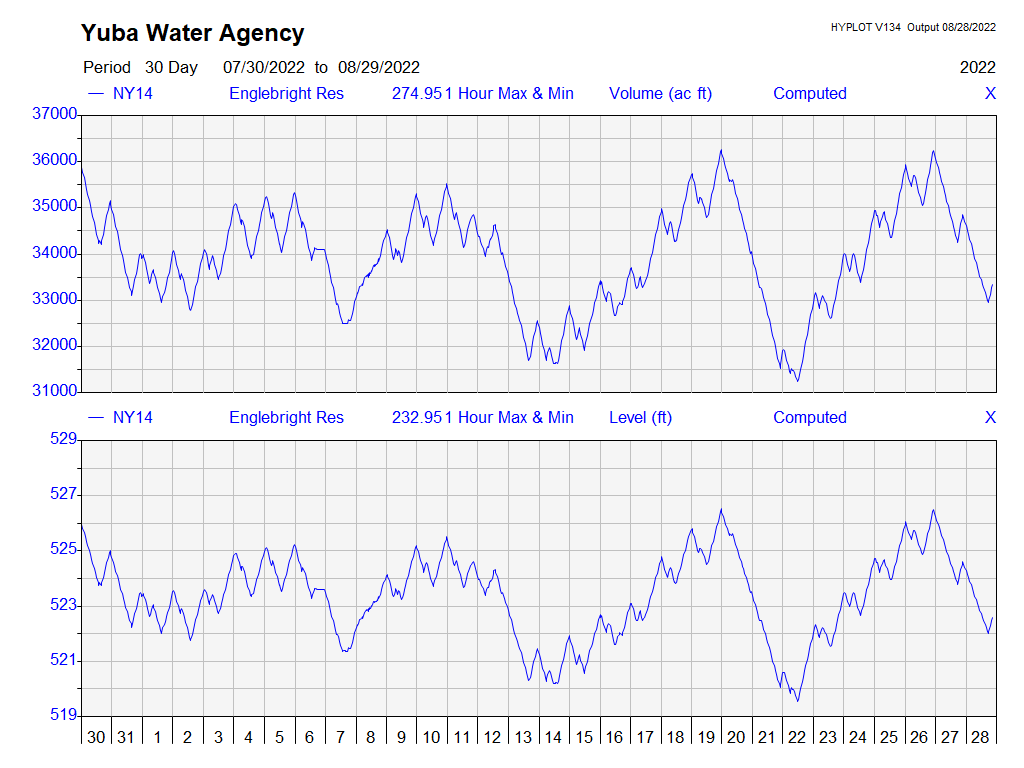 Yuba Water Agency
HYPLOT V134 Output 08/28/2022
Period 30 Day 07/30/2022 to 08/29/2022 2022
— NY14 Englebright Res 274.951 Hour Max & Min Volume (ac ft) Computed X
37000
36000
35000
34000
33000
32000
31000
— NY14 Englebright Res 232.951 Hour Max & Min Level (ft) Computed X
529
527
525
523
521
519
30 31 1 2 3 4 5 6 7 8 9 10 11 12 13 14 15 16 17 18 19 20 21 22 23 24 25 26 27 28